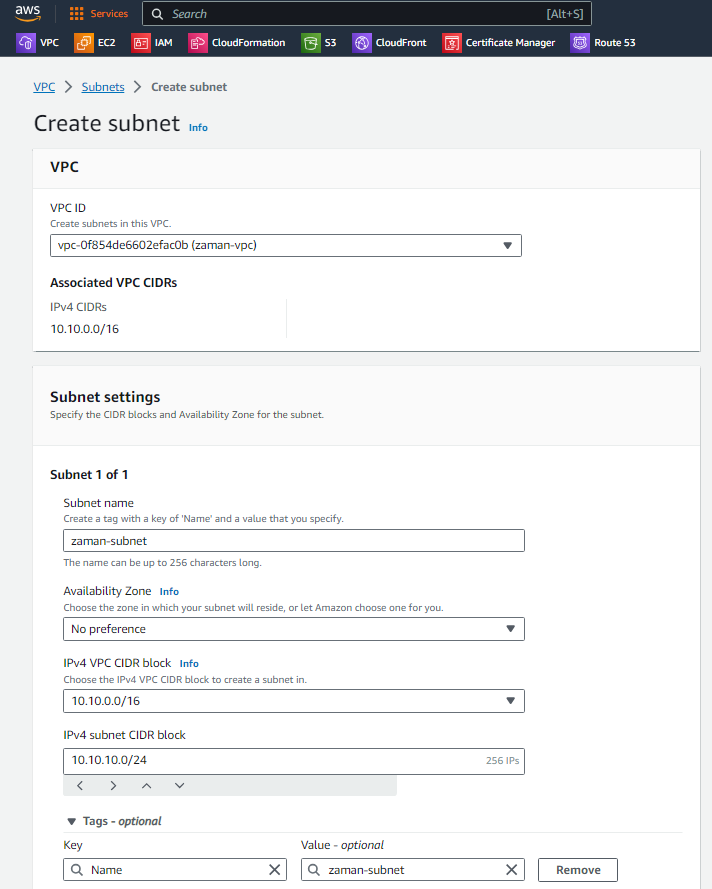 aws
Services
Search [Alt+S]
VPC EC2 IAM CloudFormation S3 CloudFront Certificate Manager Route 53
VPC > Subnets > Create subnet
Create subnet Info
VPC
VPC ID
Create subnets in this VPC.
vpc-0f854de6602efac0b (zaman-vpc)
Associated VPC CIDRs
IPv4 CIDRs
10.10.0.0/16
Subnet settings
Specify the CIDR blocks and Availability Zone for the subnet.
Subnet 1 of 1
Subnet name
Create a tag with a key of 'Name' and a value that you specify.
zaman-subnet
The name can be up to 256 characters long.
Availability Zone Info
Choose the zone in which your subnet will reside, or let Amazon choose one for you.
No preference
IPv4 VPC CIDR block Info
Choose the IPv4 VPC CIDR block to create a subnet in.
10.10.0.0/16
IPv4 subnet CIDR block
10.10.10.0/24 256 IPs
Tags - optional
Key Value - optional
Name zaman-subnet Remove